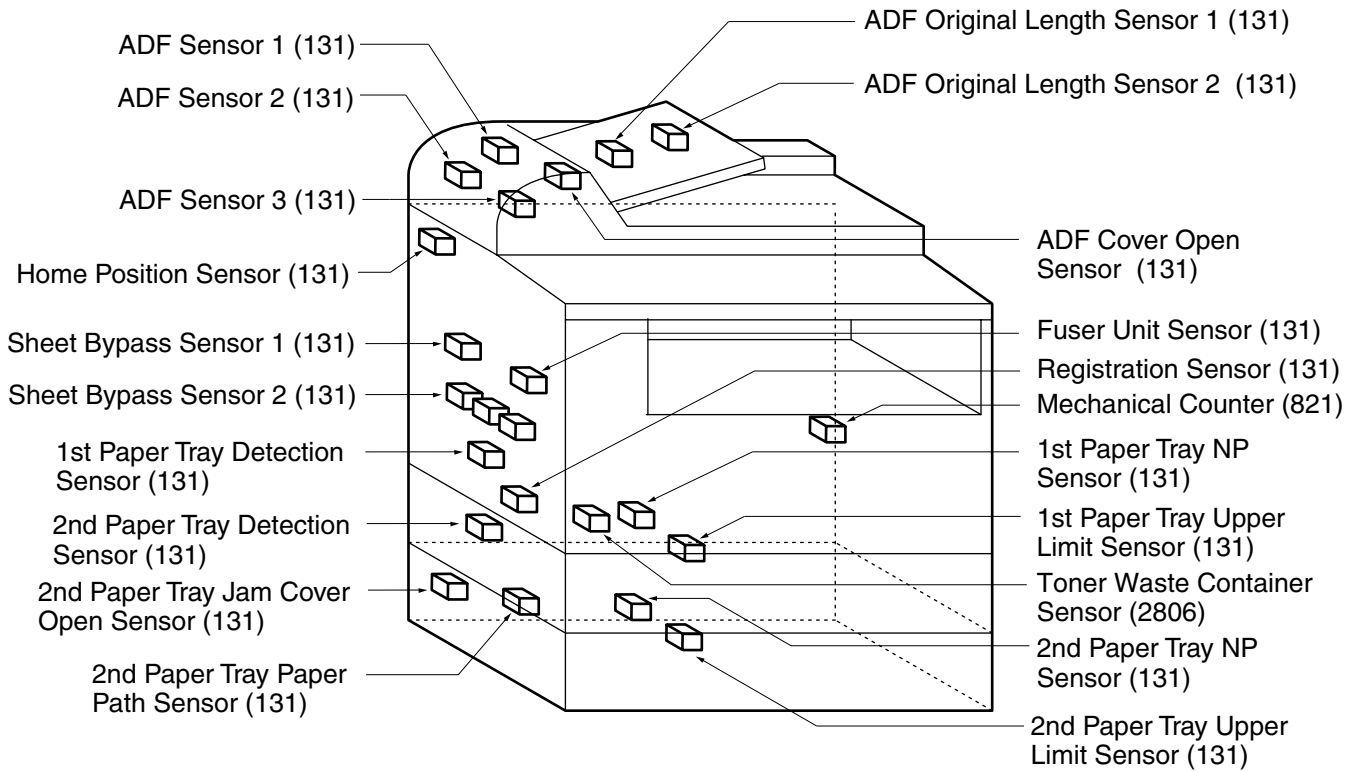 ADF Sensor 1 (131)
ADF Sensor 2 (131)
ADF Sensor 3 (131)
Home Position Sensor (131)
Sheet Bypass Sensor 1 (131)
Sheet Bypass Sensor 2 (131)
1st Paper Tray Detection
Sensor (131)
2nd Paper Tray Detection
Sensor (131)
2nd Paper Tray Jam Cover
Open Sensor (131)
2nd Paper Tray Paper
Path Sensor (131)
ADF Original Length Sensor 1 (131)
ADF Original Length Sensor 2 (131)
ADF Cover Open
Sensor (131)
Fuser Unit Sensor (131)
Registration Sensor (131)
Mechanical Counter (821)
1st Paper Tray NP
Sensor (131)
1st Paper Tray Upper
Limit Sensor (131)
Toner Waste Container
Sensor (2806)
2nd Paper Tray NP
Sensor (131)
2nd Paper Tray Upper
Limit Sensor (131)